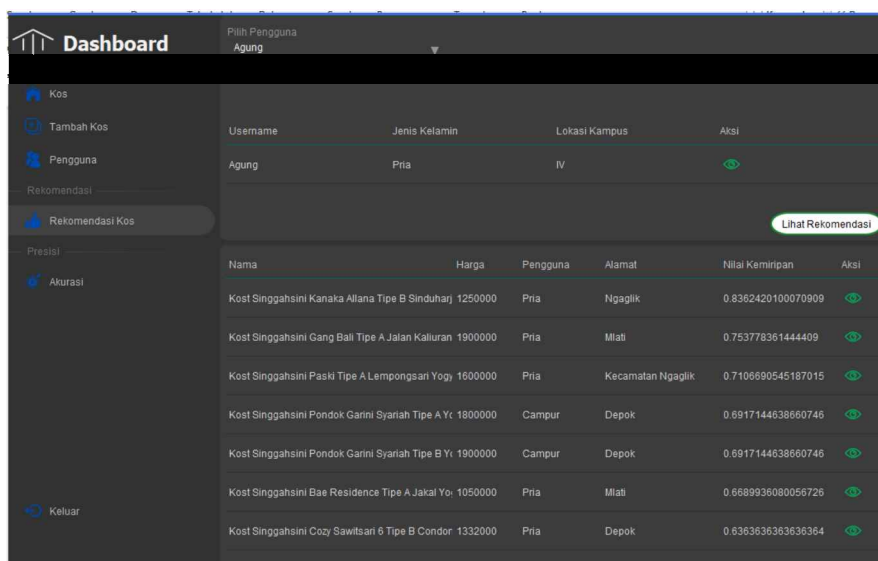 Dashboard
Pilih Pengguna
Agung
Kos
Tambah Kos
Pengguna
Rekomendasi
Rekomendasi Kos
Presisi
Akurasi
Keluar
Username Jenis Kelamin Lokasi Kampus Aksi
Agung Pria IV
Lihat Rekomendasi
Nama Harga Pengguna Alamat Nilai Kemiripan Aksi
Kost Singgahsini Kanaka Allana Tipe B Sinduharj 1250000 Pria Ngaglik 0.8362420100070909
Kost Singgahsini Gang Bali Tipe A Jalan Kaliuran 1900000 Pria Mlati 0.753778361444409
Kost Singgahsini Paski Tipe A Lempongsari Yogy 1600000 Pria Kecamatan Ngaglik 0.7106690545187015
Kost Singgahsini Pondok Garini Syariah Tipe A Yo 1800000 Campur Depok 0.6917144638660746
Kost Singgahsini Pondok Garini Syariah Tipe B Yo 1900000 Campur Depok 0.6917144638660746
Kost Singgahsini Bae Residence Tipe A Jakal Yo 1050000 Pria Mlati 0.6689936080056726
Kost Singgahsini Cozy Sawitsari 6 Tipe B Condon 1332000 Pria Depok 0.6363636363636364